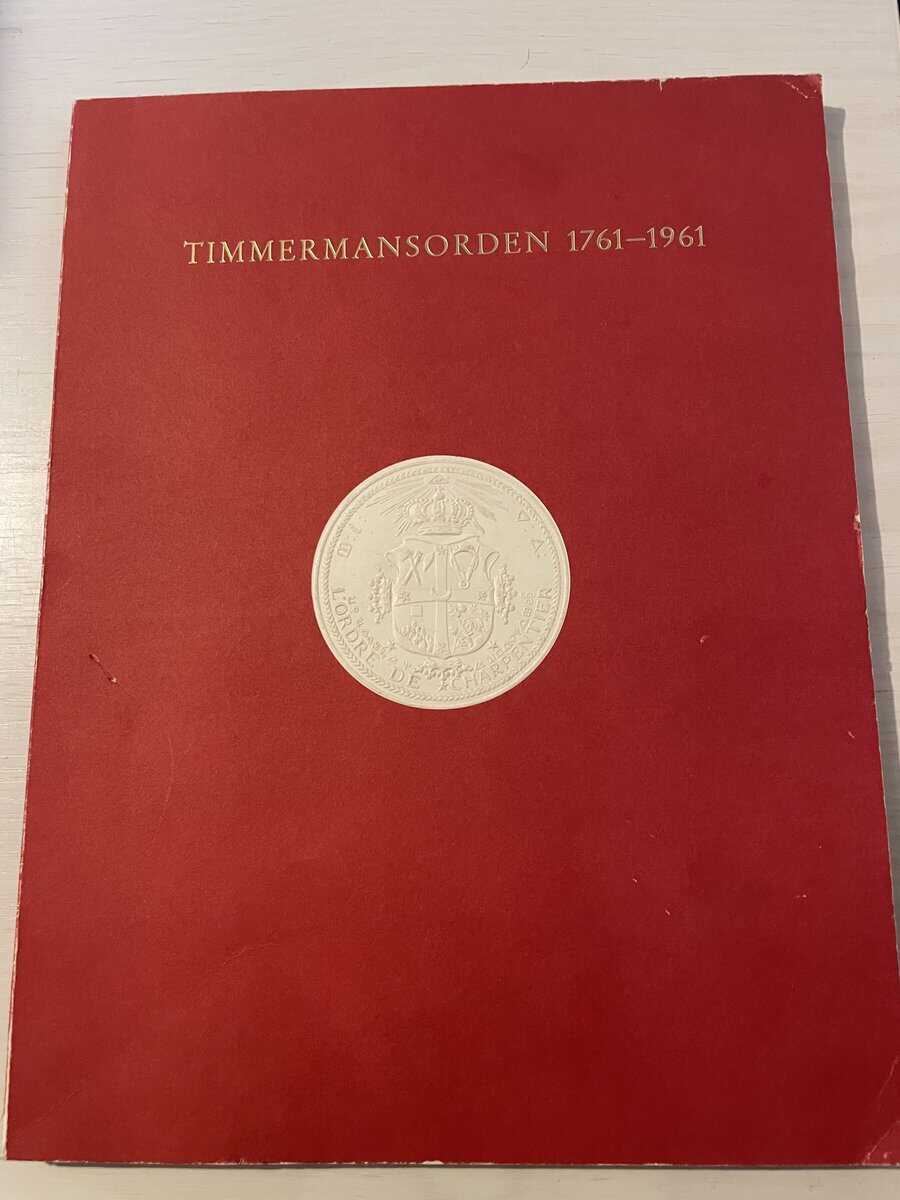 TIMMERMANSORDEN 1761–1961
L'ORDRE DE CHARPENTIER